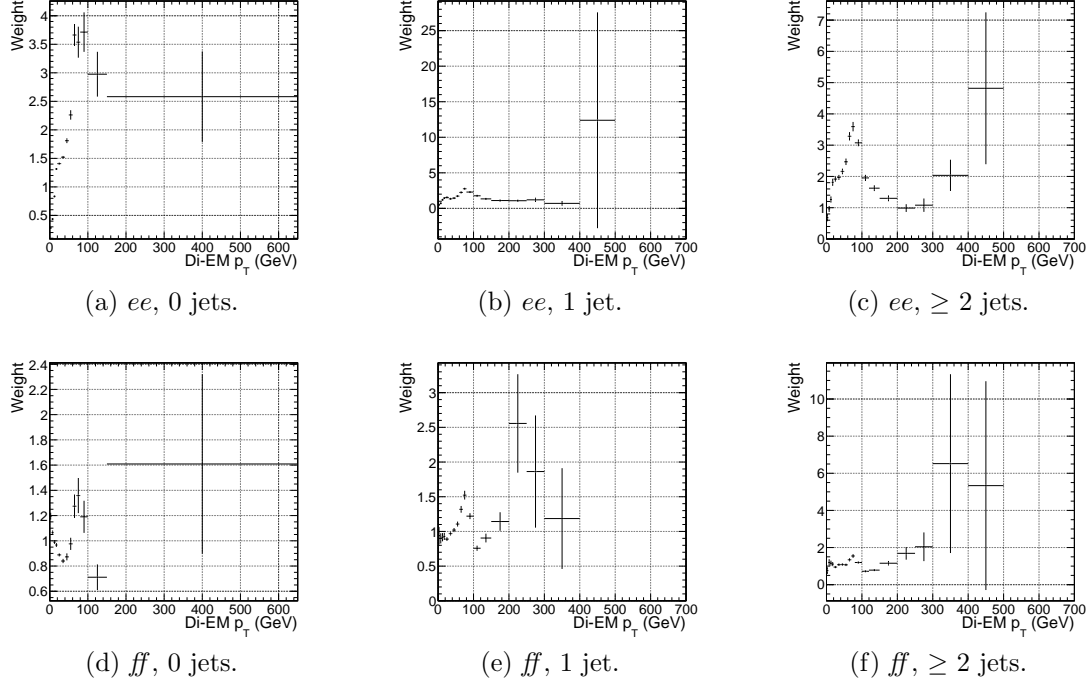 Weight
4
3.5
3
2.5
2
1.5
1
0.5
0 100 200 300 400 500 600
Di-EM p_T (GeV)
(a) ee, 0 jets.
Weight
25
20
15
10
5
0
0 100 200 300 400 500 600 700
Di-EM p_T (GeV)
(b) ee, 1 jet.
Weight
7
6
5
4
3
2
1
0
0 100 200 300 400 500 600 700
Di-EM p_T (GeV)
(c) ee, ≥ 2 jets.
Weight
2.4
2.2
2
1.8
1.6
1.4
1.2
1
0.8
0.6
0 100 200 300 400 500 600
Di-EM p_T (GeV)
(d) ff, 0 jets.
Weight
3
2.5
2
1.5
1
0.5
0
0 100 200 300 400 500 600 700
Di-EM p_T (GeV)
(e) ff, 1 jet.
Weight
10
8
6
4
2
0
0 100 200 300 400 500 600 700
Di-EM p_T (GeV)
(f) ff, ≥ 2 jets.